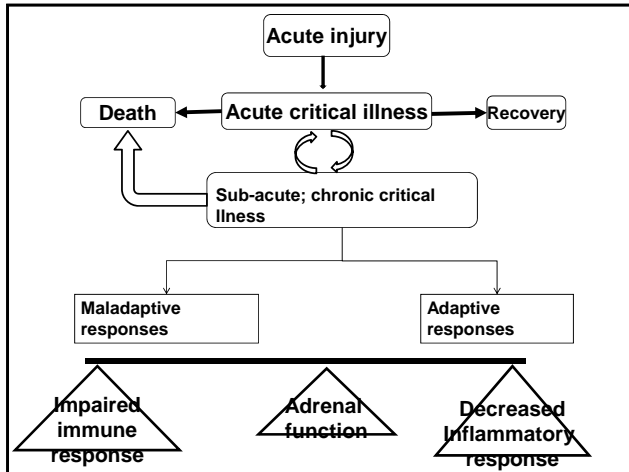 Acute injury
Death
Acute critical illness
Recovery
Sub-acute; chronic critical
Ilness
Maladaptive
responses
Adaptive
responses
Impaired
immune
response
Adrenal
function
Decreased
Inflammatory
response